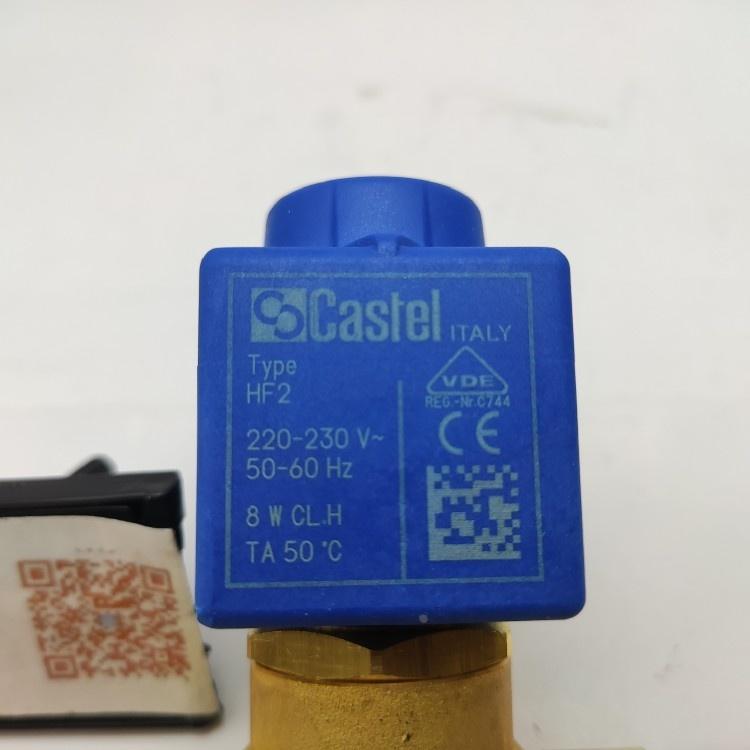 Castel ITALY
Type
HF2
220-230 V~
50-60 Hz
8 W CL.H
TA 50 °C
VDE
REG.-Nr.C744
CE